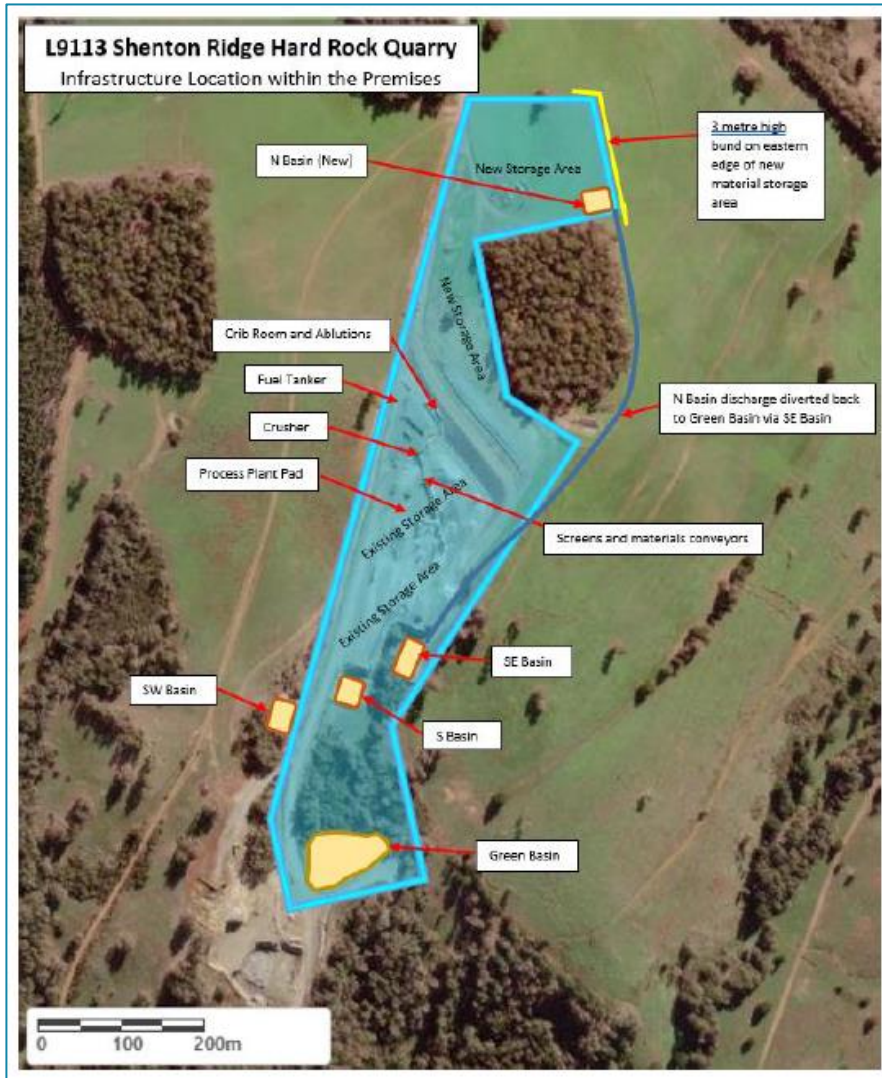 L9113 Shenton Ridge Hard Rock Quarry
Infrastructure Location within the Premises
3 metre high
bund on eastern
edge of new
material storage
area
N Basin (New)
New Storage Area
New Storage Area
Crib Room and Ablutions
Fuel Tanker
Crusher
Process Plant Pad
N Basin discharge diverted back
to Green Basin via SE Basin
Existing Storage Area
Screens and materials conveyors
Existing Storage Area
SE Basin
SW Basin
S Basin
Green Basin
0 100 200m